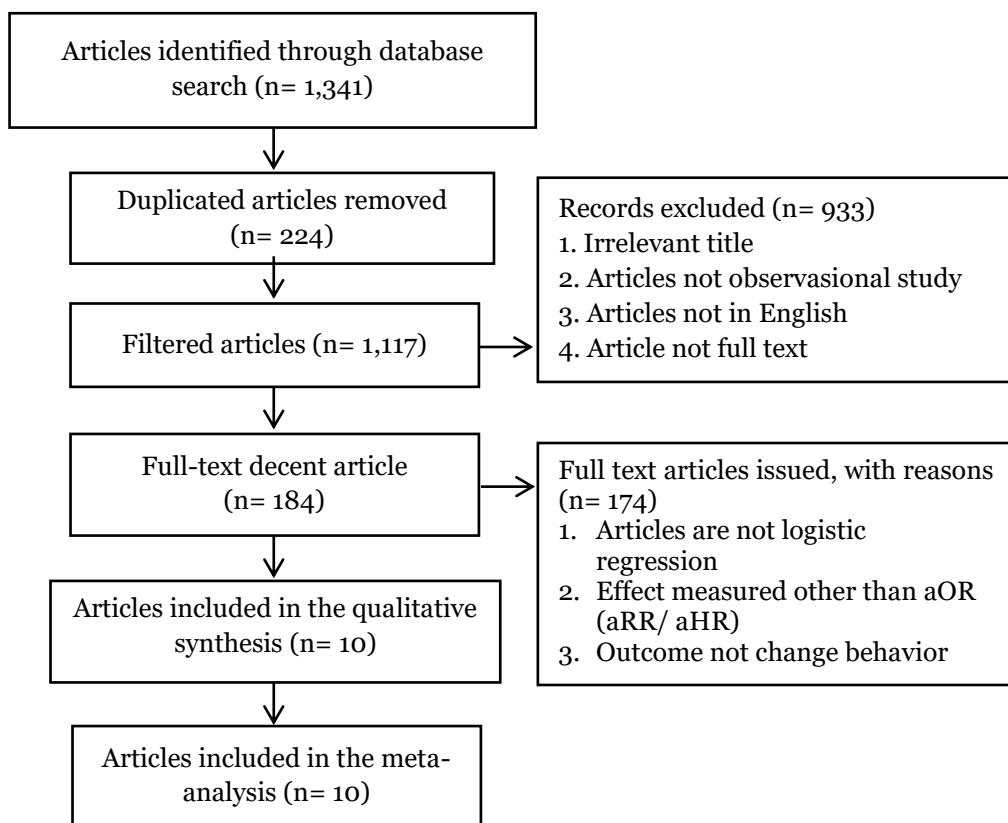 Articles identified through database
search (n= 1,341)
Duplicated articles removed
(n= 224)
Records excluded (n= 933)
1. Irrelevant title
2. Articles not observasional study
3. Articles not in English
4. Article not full text
Filtered articles (n= 1,117)
Full-text decent article
(n= 184)
Full text articles issued, with reasons
(n= 174)
1. Articles are not logistic
regression
2. Effect measured other than aOR
(aRR/ aHR)
3. Outcome not change behavior
Articles included in the qualitative
synthesis (n= 10)
Articles included in the meta-
analysis (n= 10)